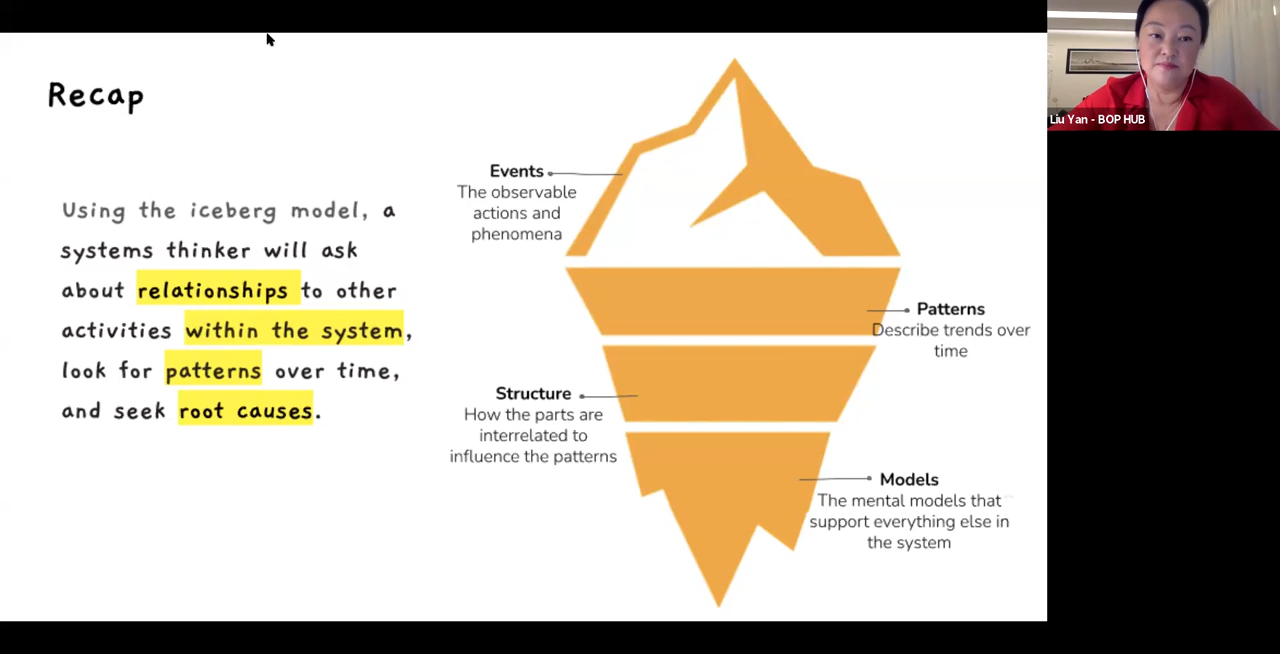 Recap
Using the iceberg model, a
systems thinker will ask
about relationships to other
activities within the system,
look for patterns over time,
and seek root causes.
Events
The observable
actions and
phenomena
Patterns
Describe trends over
time
Structure
How the parts are
interrelated to
influence the patterns
Models
The mental models that
support everything else in
the system
Liu Yan - BOP HUB